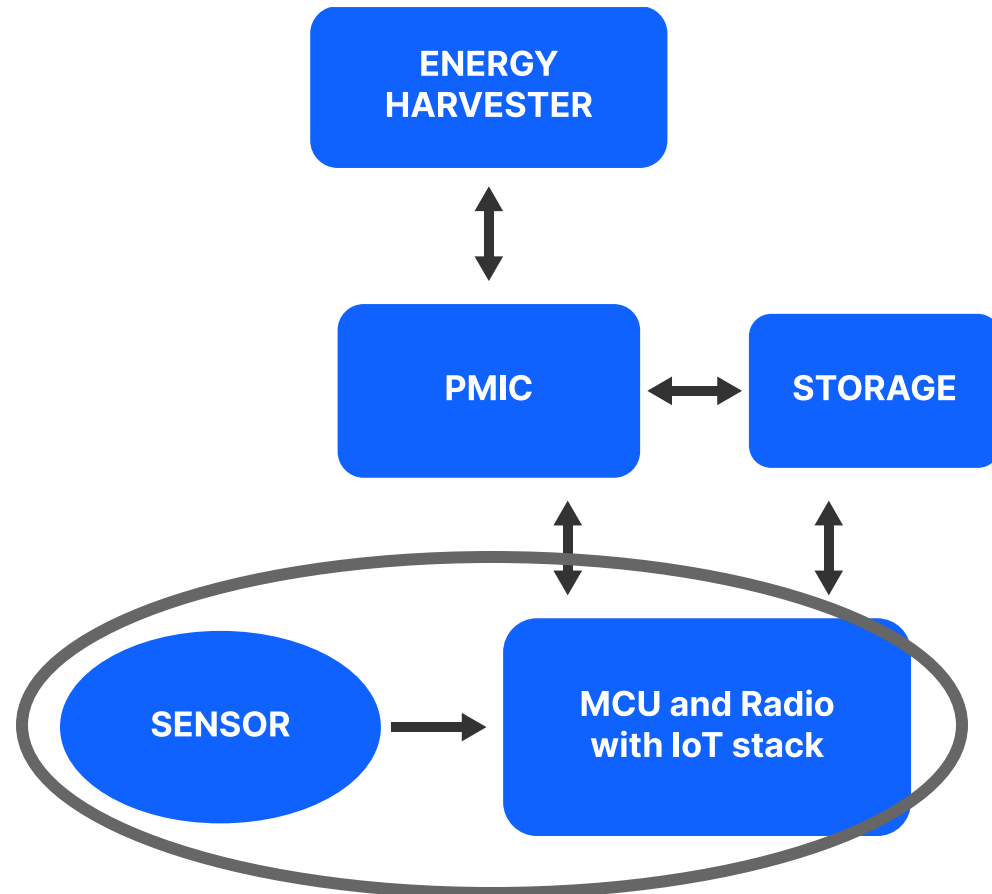 ENERGY
HARVESTER
PMIC
STORAGE
SENSOR
MCU and Radio
with IoT stack